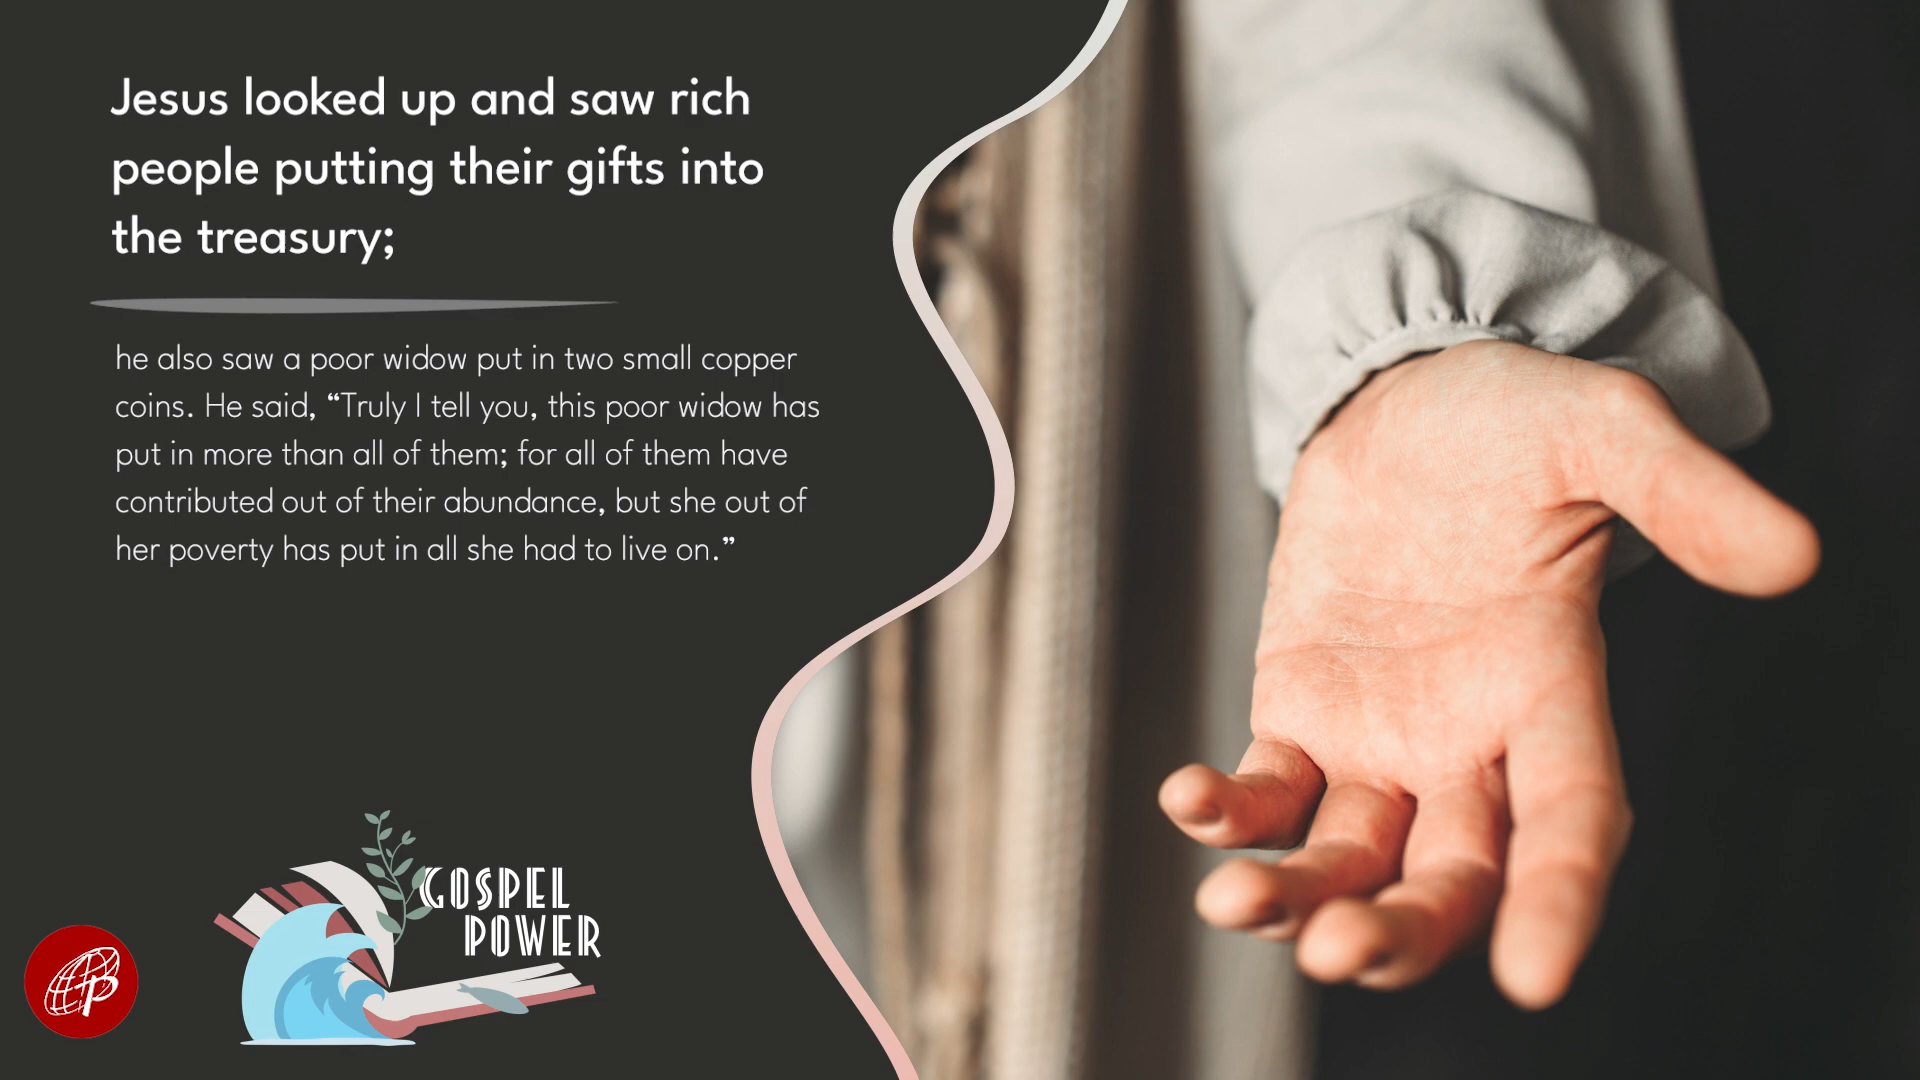 Jesus looked up and saw rich
people putting their gifts into
the treasury;
he also saw a poor widow put in two small copper
coins. He said, “Truly I tell you, this poor widow has
put in more than all of them; for all of them have
contributed out of their abundance, but she out of
her poverty has put in all she had to live on.”
GOSPEL
POWER